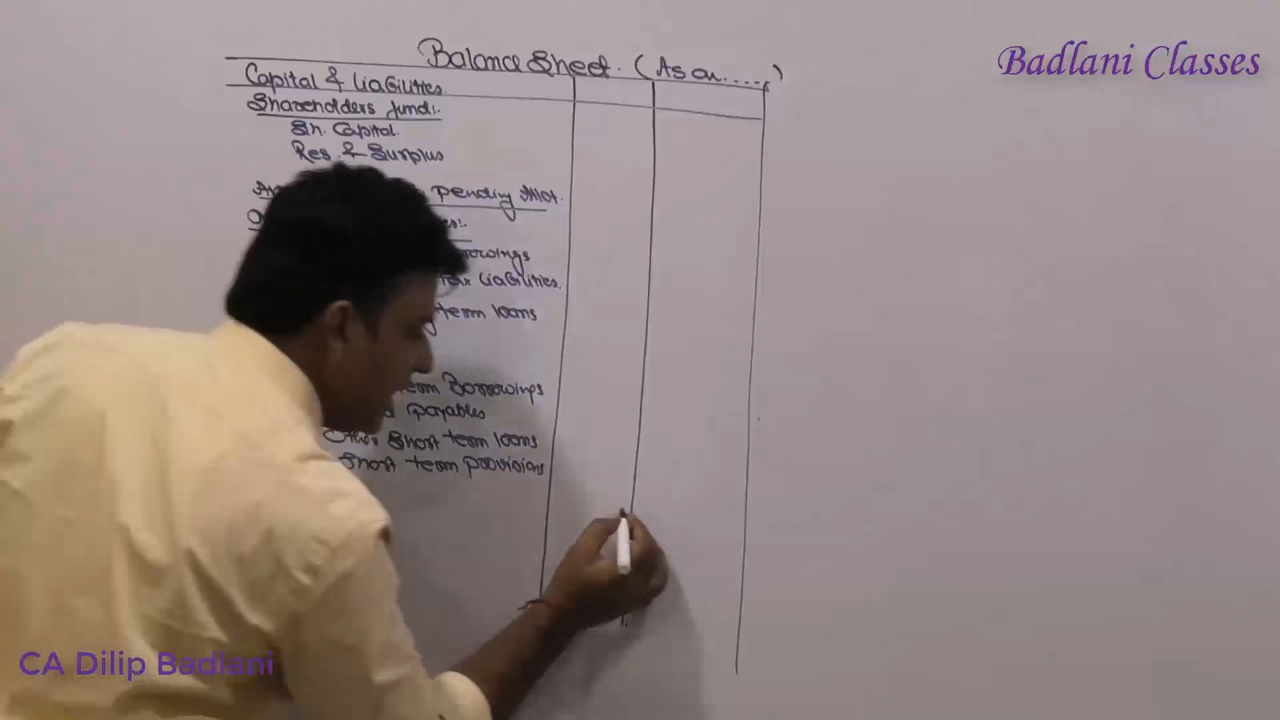 Badlani Classes
Balance Sheet. (As on.....)
Capital & Liabilities.
Shareholders fund:.
Sh. Capital.
Res. & Surplus
pending Allot.
Borrowings
Tax Liabilities.
term loans
term Borrowings
payables
Other Short term loans
Short term provisions
CA Dilip Badlani